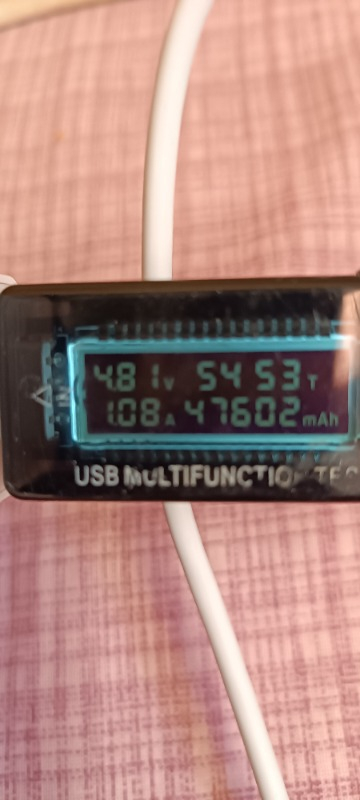 4.81V 54 53T
1.08A 47602mAh
USB MULTIFUNCTION